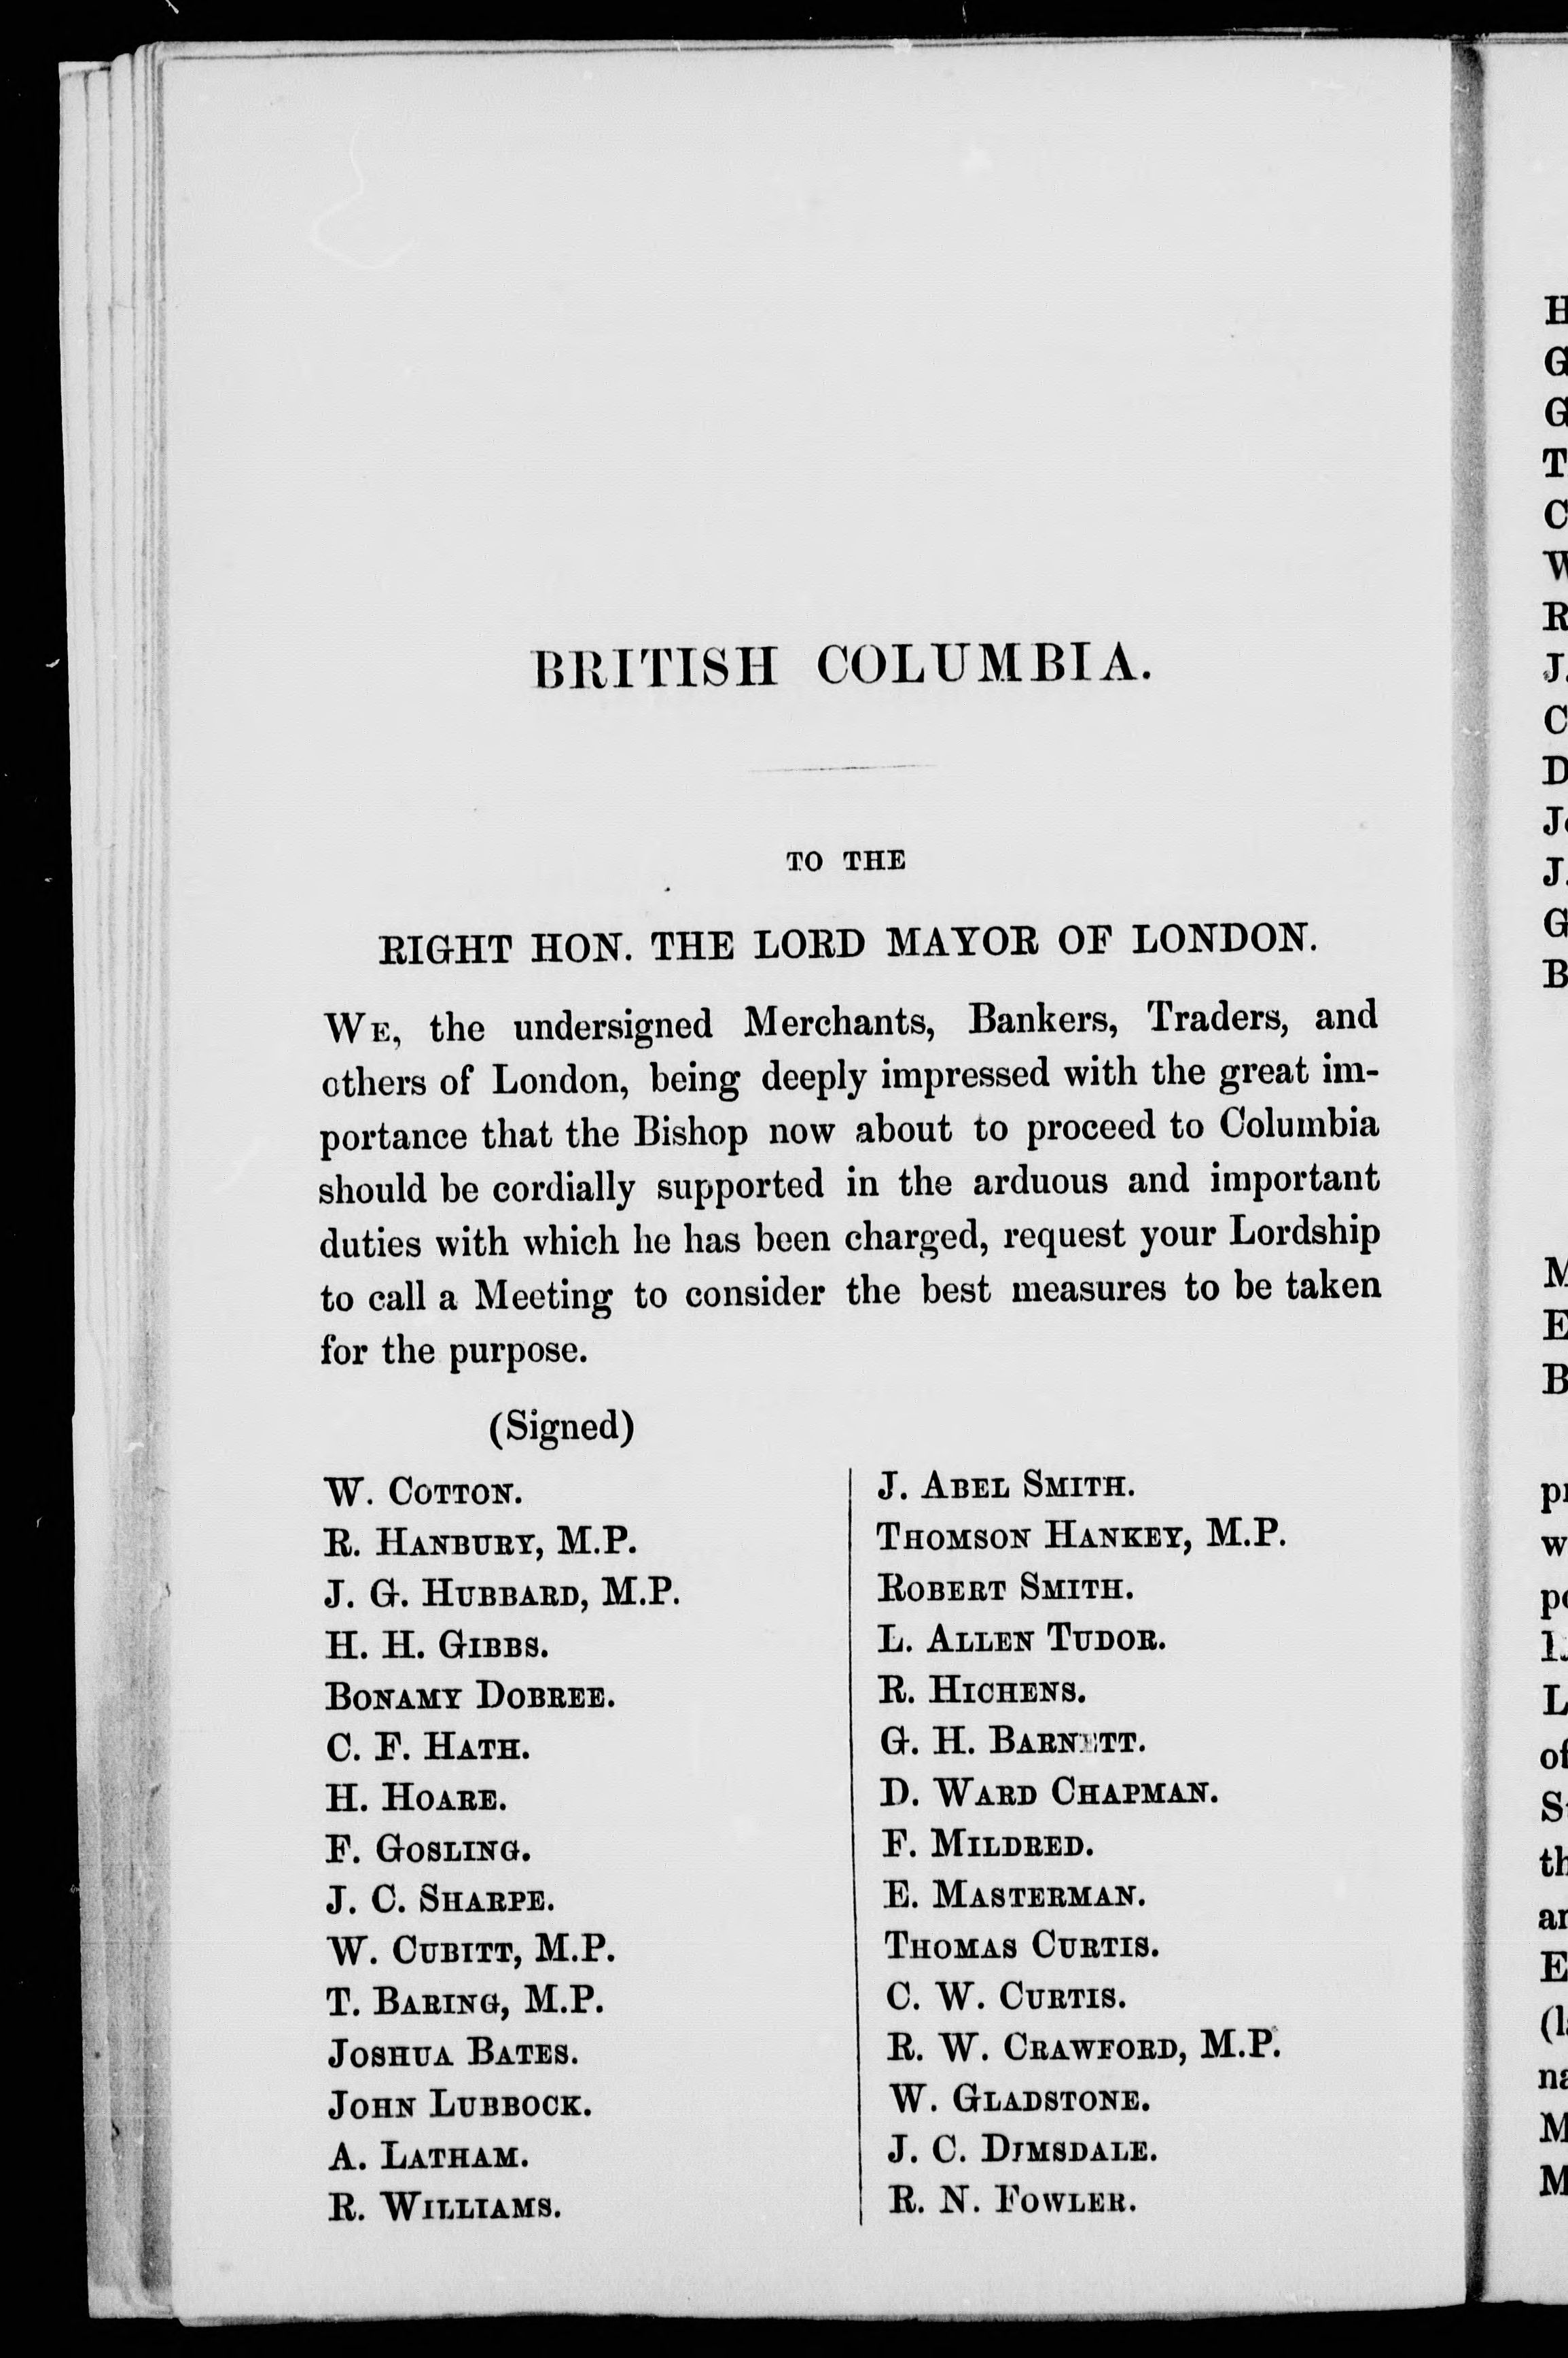 BRITISH COLUMBIA.
TO THE
RIGHT HON. THE LORD MAYOR OF LONDON.
WE, the undersigned Merchants, Bankers, Traders, and
others of London, being deeply impressed with the great im-
portance that the Bishop now about to proceed to Columbia
should be cordially supported in the arduous and important
duties with which he has been charged, request your Lordship
to call a Meeting to consider the best measures to be taken
for the purpose.
(Signed)
W. COTTON.
R. HANBURY, M.P.
J. G. HUBBARD, M.P.
H. H. GIBBS.
BONAMY DOBREE.
C. F. HATH.
H. HOARE.
F. GOSLING.
J. C. SHARPE.
W. CUBITT, M.P.
T. BARING, M.P.
JOSHUA BATES.
JOHN LUBBOCK.
A. LATHAM.
R. WILLIAMS.
J. ABEL SMITH.
THOMSON HANKEY, M.P.
ROBERT SMITH.
L. ALLEN TUDOR.
R. HICHENS.
G. H. BARNETT.
D. WARD CHAPMAN.
F. MILDRED.
E. MASTERMAN.
THOMAS CURTIS.
C. W. CURTIS.
R. W. CRAWFORD, M.P.
W. GLADSTONE.
J. C. DIMSDALE.
R. N. FOWLER.